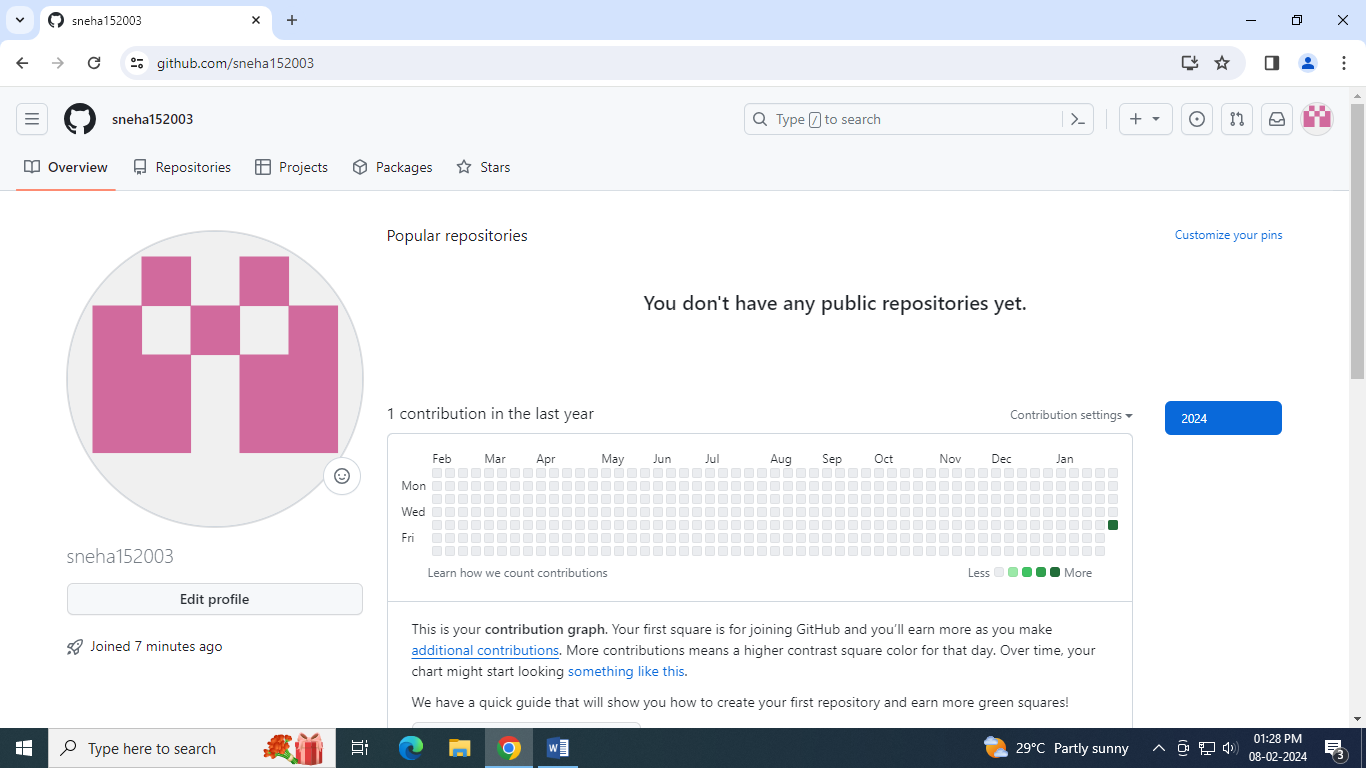 sneha152003
github.com/sneha152003
sneha152003
Type / to search
Overview
Repositories
Projects
Packages
Stars
Popular repositories
Customize your pins
You don't have any public repositories yet.
1 contribution in the last year
Contribution settings
2024
Feb Mar Apr May Jun Jul Aug Sep Oct Nov Dec Jan
Mon
Wed
Fri
Learn how we count contributions
Less More
sneha152003
Edit profile
Joined 7 minutes ago
This is your contribution graph. Your first square is for joining GitHub and you'll earn more as you make
additional contributions. More contributions means a higher contrast square color for that day. Over time, your
chart might start looking something like this.
We have a quick guide that will show you how to create your first repository and earn more green squares!
Type here to search
29°C Partly sunny
01:28 PM
08-02-2024
3